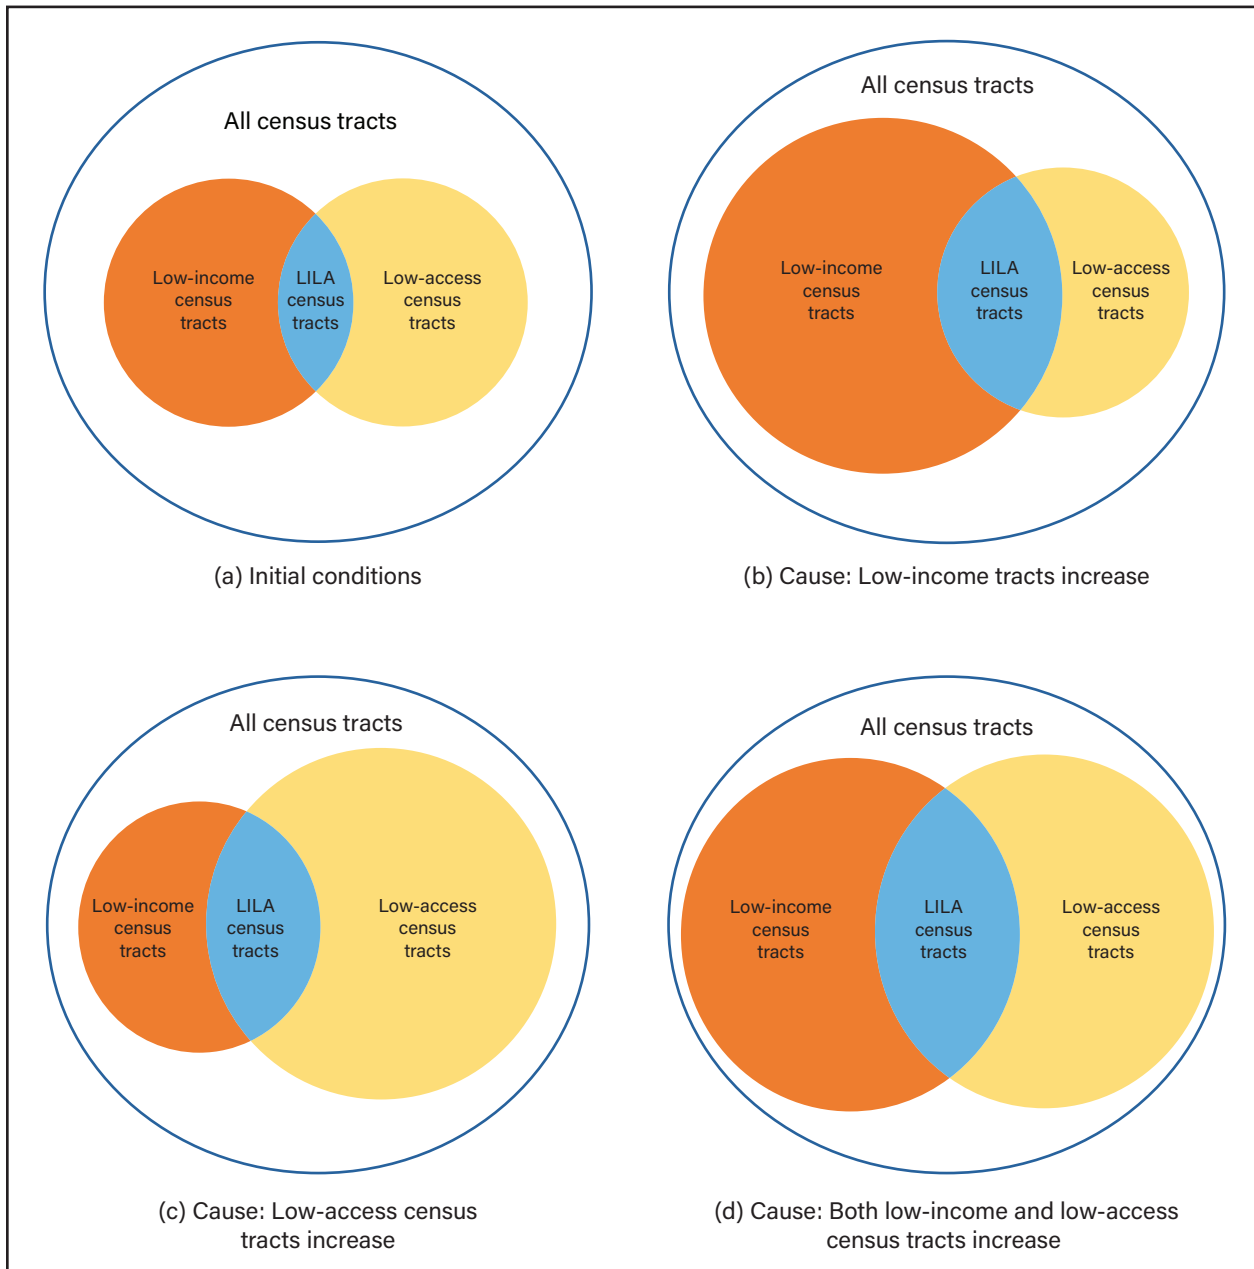 All census tracts
Low-income
census
tracts
LILA
census
tracts
Low-access
census
tracts
(a) Initial conditions
All census tracts
Low-income
census
tracts
LILA
census
tracts
Low-access
census
tracts
(b) Cause: Low-income tracts increase
All census tracts
Low-income
census
tracts
LILA
census
tracts
Low-access
census
tracts
(c) Cause: Low-access census
tracts increase
All census tracts
Low-income
census
tracts
LILA
census
tracts
Low-access
census
tracts
(d) Cause: Both low-income and low-access
census tracts increase